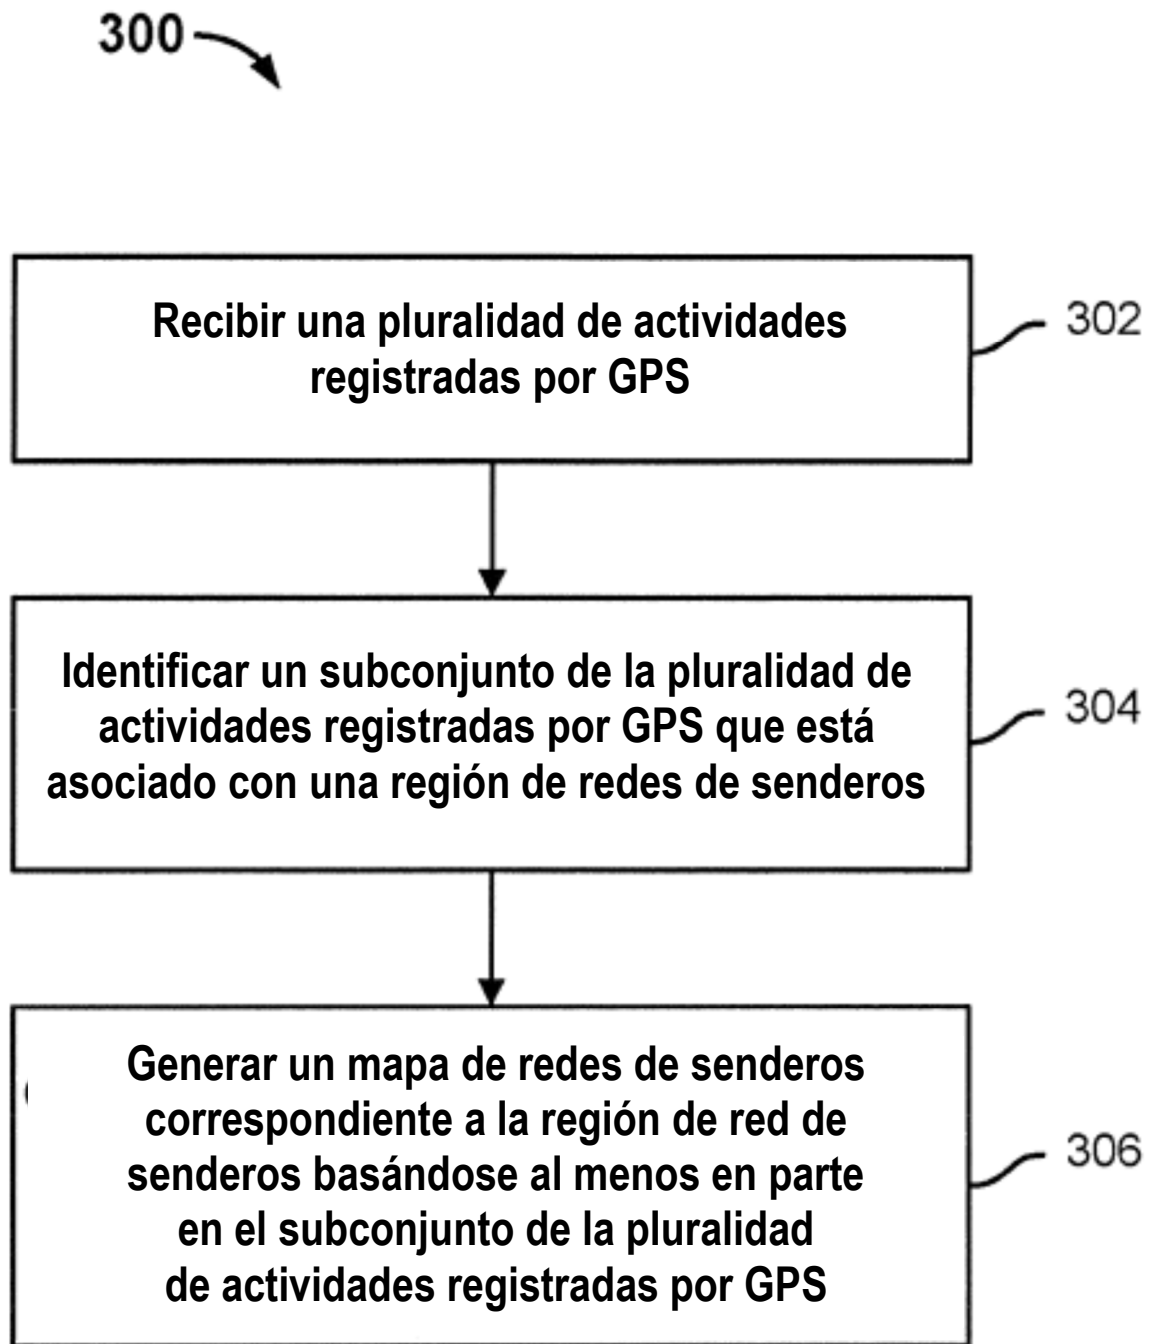 300
Recibir una pluralidad de actividades
registradas por GPS
302
Identificar un subconjunto de la pluralidad de
actividades registradas por GPS que está
asociado con una región de redes de senderos
304
Generar un mapa de redes de senderos
correspondiente a la región de red de
senderos basándose al menos en parte
en el subconjunto de la pluralidad
de actividades registradas por GPS
306